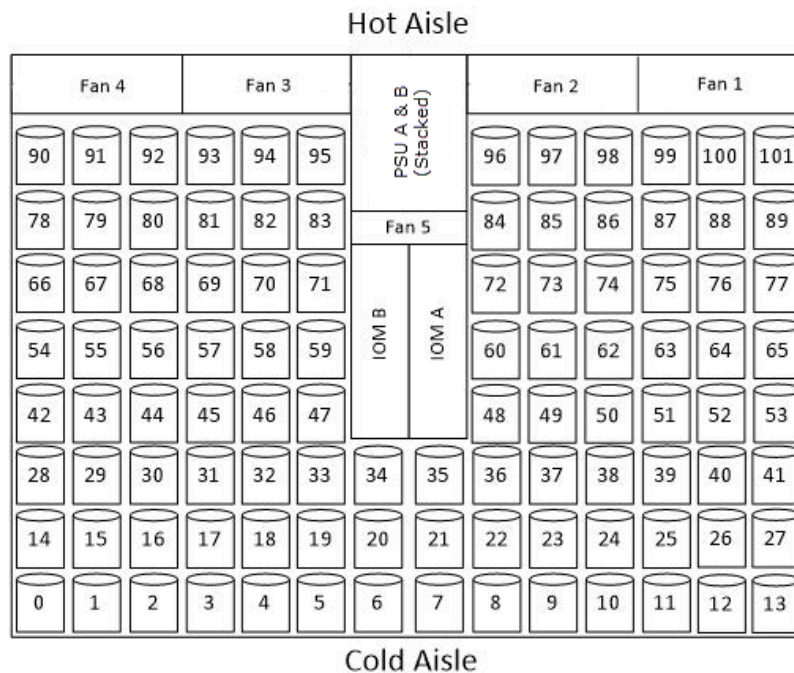 Hot Aisle
Fan 4 Fan 3 PSU A & B Fan 2 Fan 1
(Stacked)
90 91 92 93 94 95 96 97 98 99 100 101
78 79 80 81 82 83 84 85 86 87 88 89
Fan 5
66 67 68 69 70 71 72 73 74 75 76 77
IOM B IOM A
54 55 56 57 58 59 60 61 62 63 64 65
42 43 44 45 46 47 48 49 50 51 52 53
28 29 30 31 32 33 34 35 36 37 38 39 40 41
14 15 16 17 18 19 20 21 22 23 24 25 26 27
0 1 2 3 4 5 6 7 8 9 10 11 12 13
Cold Aisle